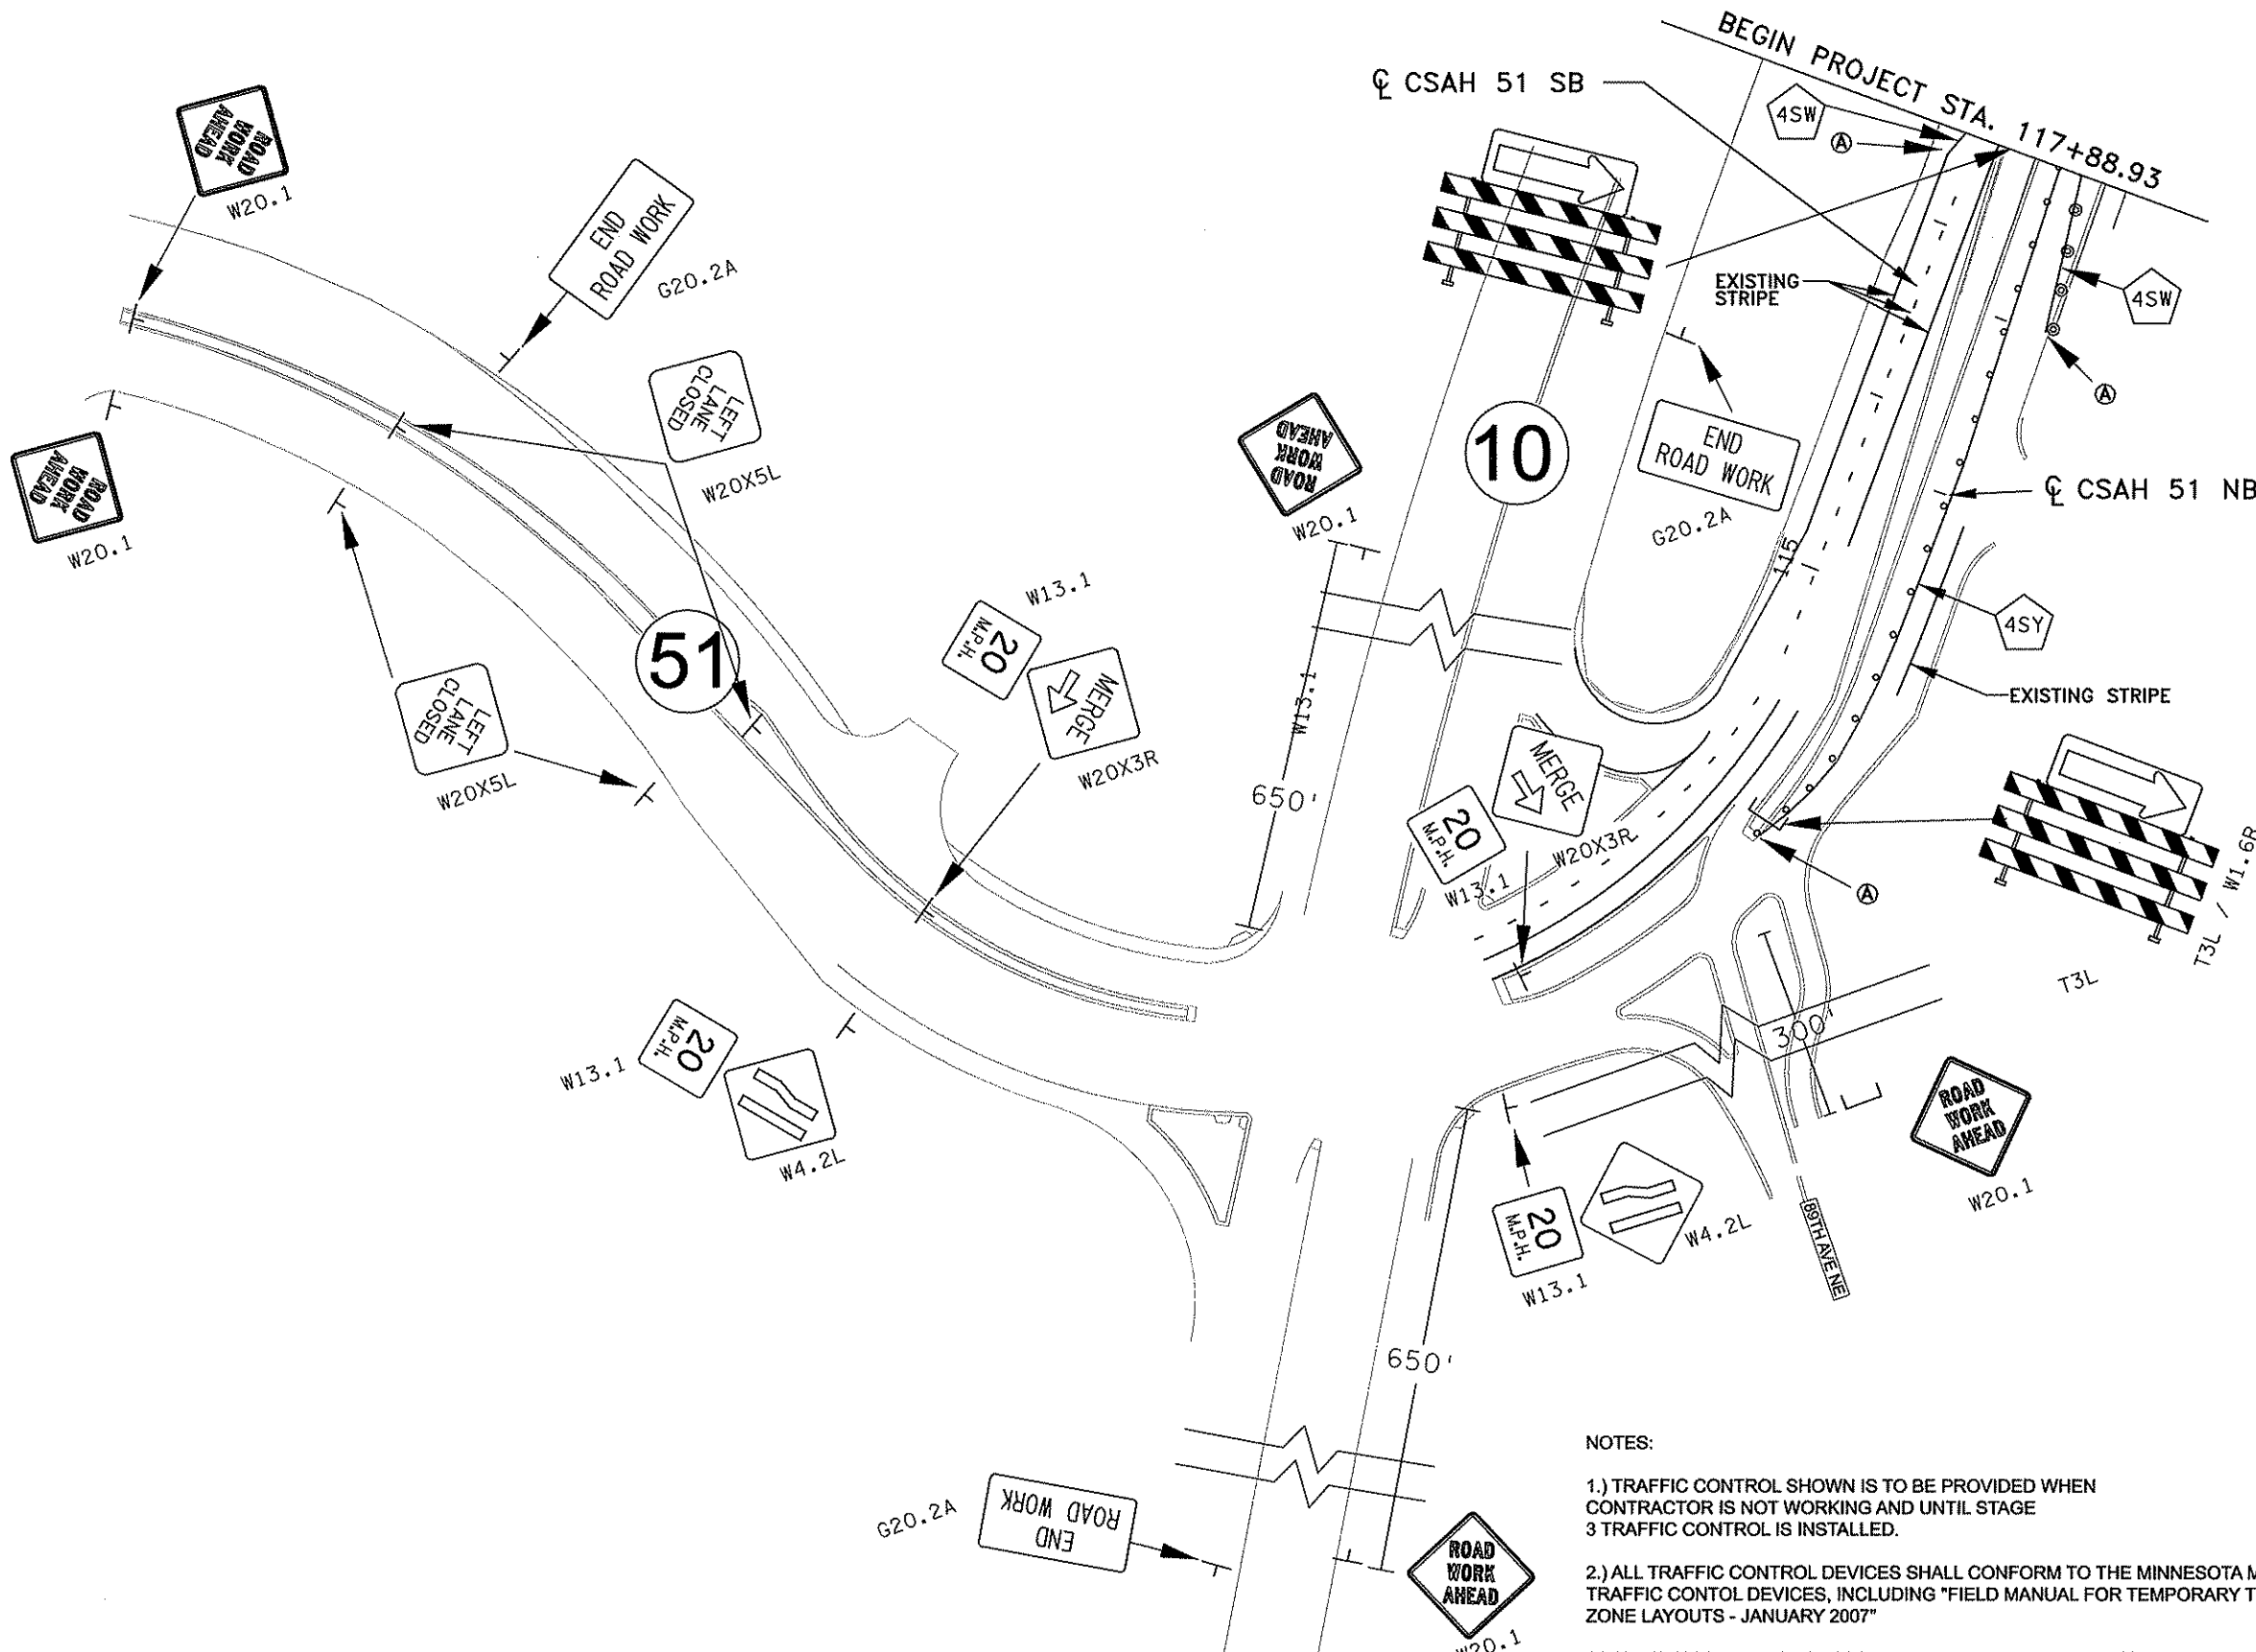 BEGIN PROJECT STA. 117+88.93
℄ CSAH 51 SB
4SW
A
ROAD
WORK
AHEAD
W20.1
END
ROAD WORK
G20.2A
EXISTING
STRIPE
4SW
A
LEFT
LANE
CLOSED
W20X5L
ROAD
WORK
AHEAD
W20.1
10
END
ROAD WORK
G20.2A
℄ CSAH 51 NB
ROAD
WORK
AHEAD
W20.1
115
W13.1
20
M.P.H.
MERGE
W20X3R
51
4SY
EXISTING STRIPE
LEFT
LANE
CLOSED
W20X5L
W13.1
650'
MERGE
W20X3R
20
M.P.H.
W13.1
A
T3L / W1.6R
T3L
300'
W13.1
20
M.P.H.
W4.2L
ROAD
WORK
AHEAD
W20.1
20
M.P.H.
W13.1
W4.2L
89TH AVE NE
650'
G20.2A
END
ROAD WORK
ROAD
WORK
AHEAD
W20.1
NOTES:
1.) TRAFFIC CONTROL SHOWN IS TO BE PROVIDED WHEN
CONTRACTOR IS NOT WORKING AND UNTIL STAGE
3 TRAFFIC CONTROL IS INSTALLED.
2.) ALL TRAFFIC CONTROL DEVICES SHALL CONFORM TO THE MINNESOTA M
TRAFFIC CONTOL DEVICES, INCLUDING "FIELD MANUAL FOR TEMPORARY T
ZONE LAYOUTS - JANUARY 2007"